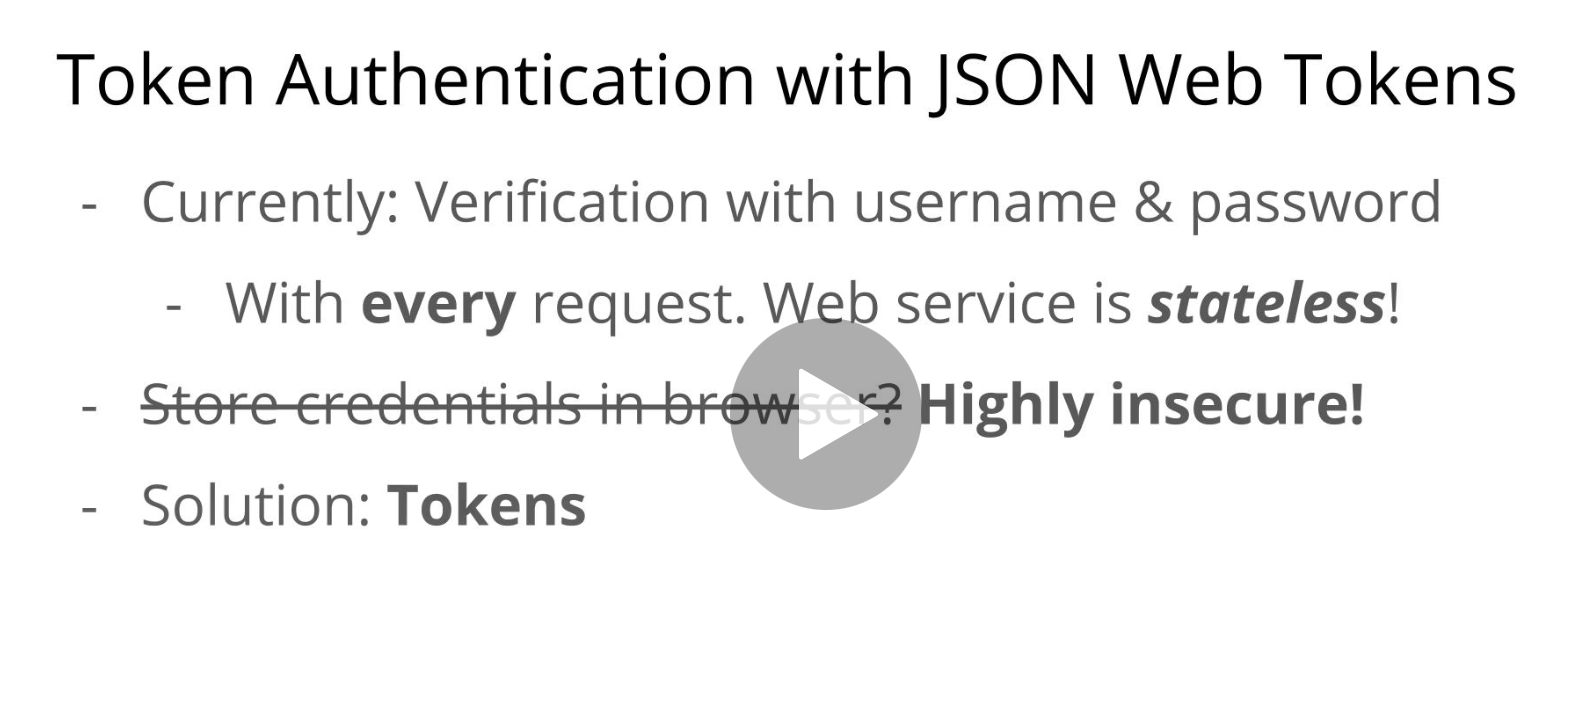 Token Authentication with JSON Web Tokens
- Currently: Verification with username & password
- With every request. Web service is stateless!
- Store credentials in browser? Highly insecure!
- Solution: Tokens